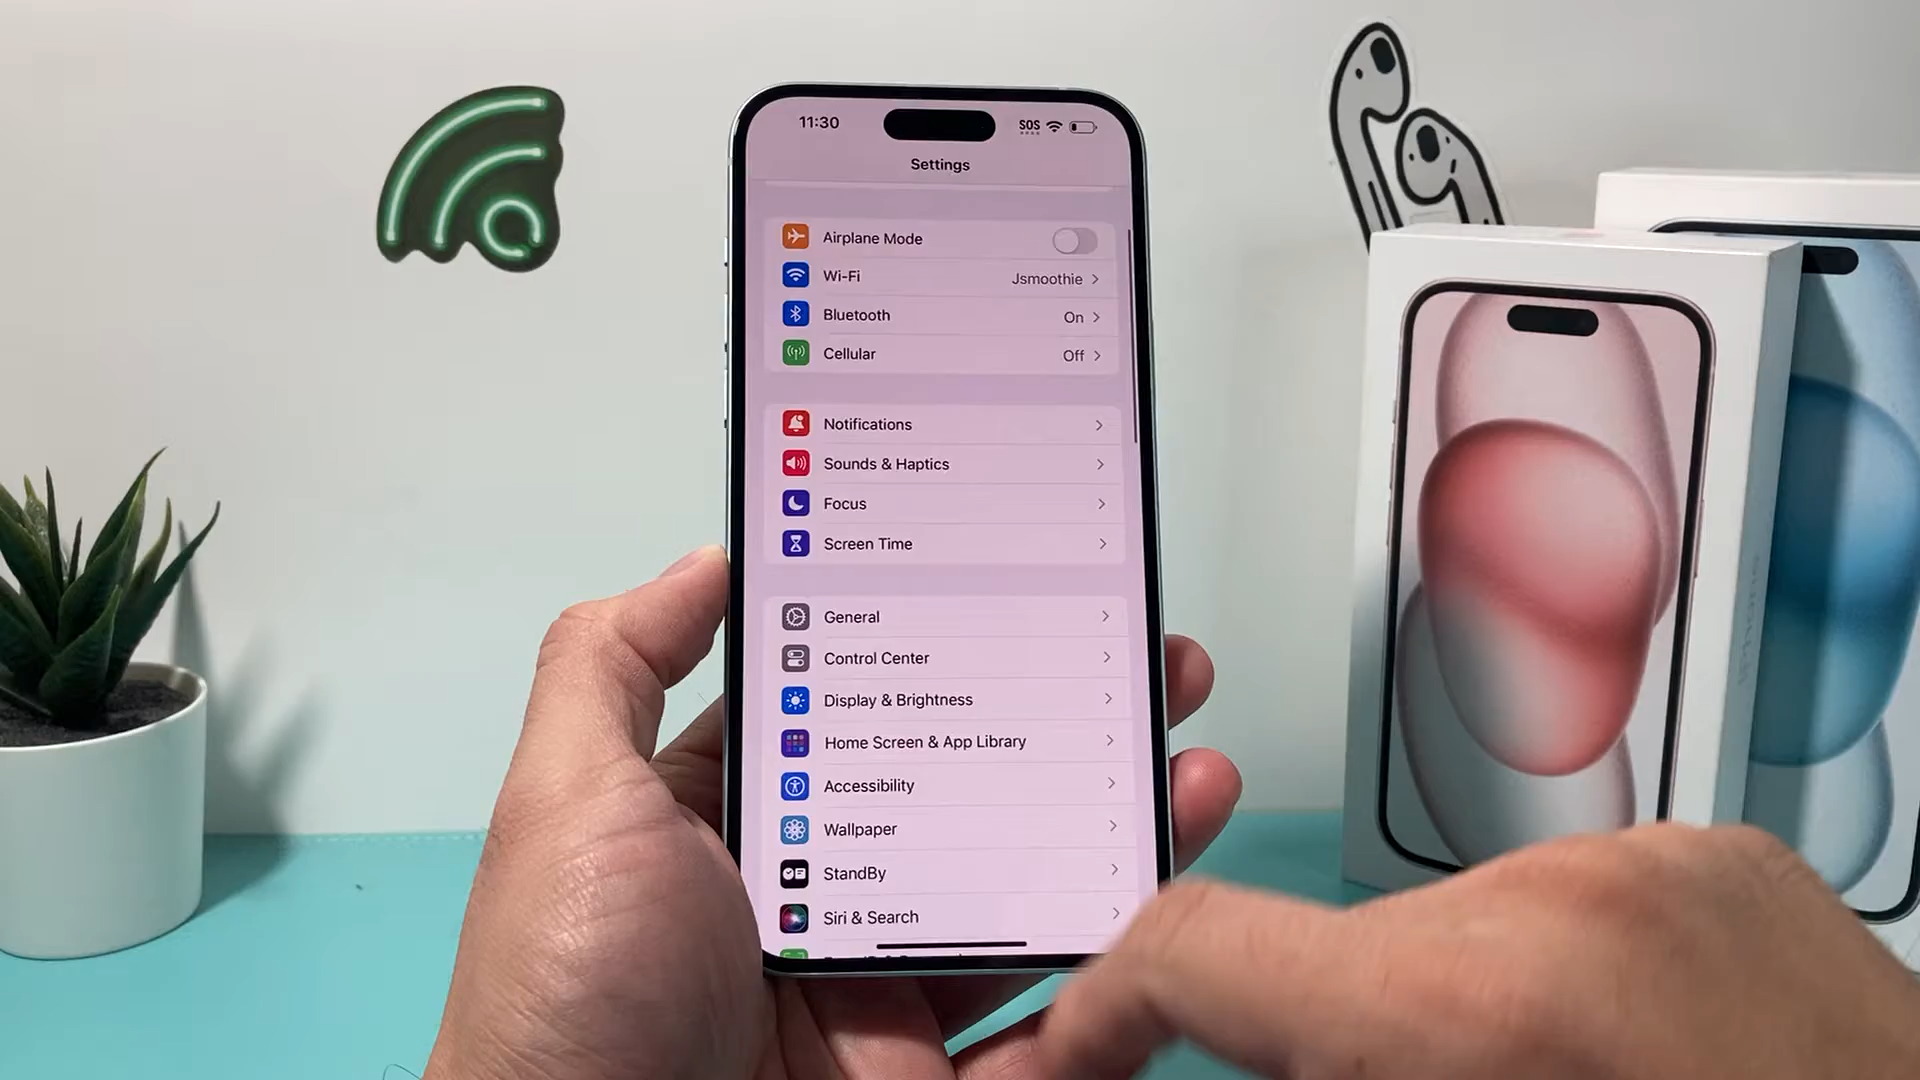 11:30
SOS
Settings
Airplane Mode
Wi-Fi
Jsmoothie
Bluetooth
On
Cellular
Off
Notifications
Sounds & Haptics
Focus
Screen Time
General
Control Center
Display & Brightness
Home Screen & App Library
Accessibility
Wallpaper
StandBy
Siri & Search
iPhone